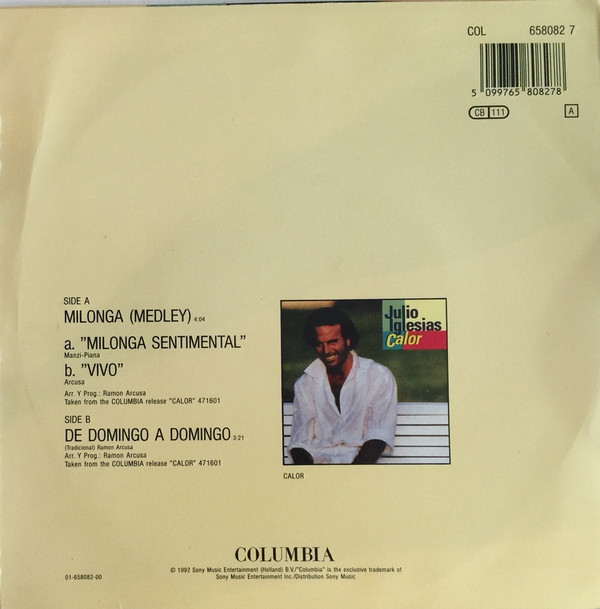 COL 658082 7
5 099765 808278
CB 111
A
SIDE A
MILONGA (MEDLEY) 4:04
a. "MILONGA SENTIMENTAL"
Manzi-Piana
b. "VIVO"
Arcusa
Arr. Y Prog.: Ramon Arcusa
Taken from the COLUMBIA release "CALOR" 471601
SIDE B
DE DOMINGO A DOMINGO 3:21
(Tradicional) Ramon Arcusa
Arr. Y Prog.: Ramon Arcusa
Taken from the COLUMBIA release "CALOR" 471601
Julio
Iglesias
Calor
CALOR
COLUMBIA
© 1992 Sony Music Entertainment (Holland) B.V./"Columbia" is the exclusive trademark of
Sony Music Entertainment Inc./Distribution Sony Music
01-658082-00